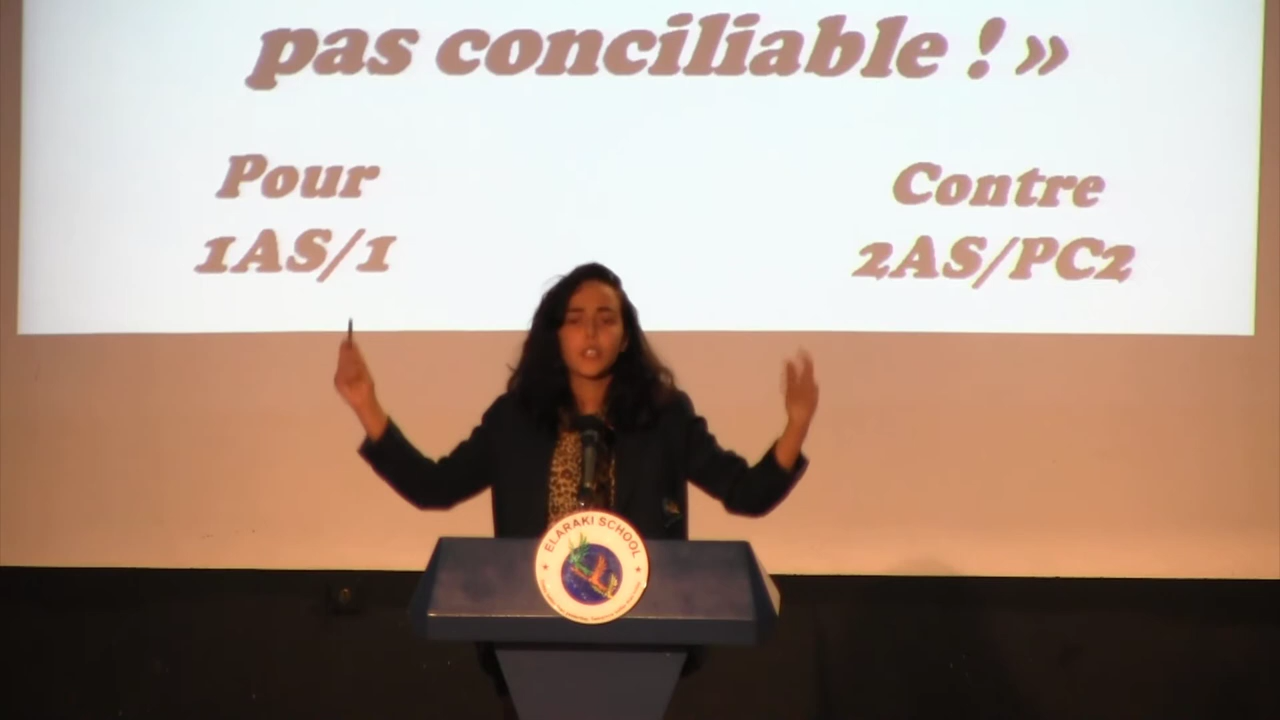 pas conciliable ! »
Pour
Contre
1AS/1
2AS/PC2
ELARAKI SCHOOL